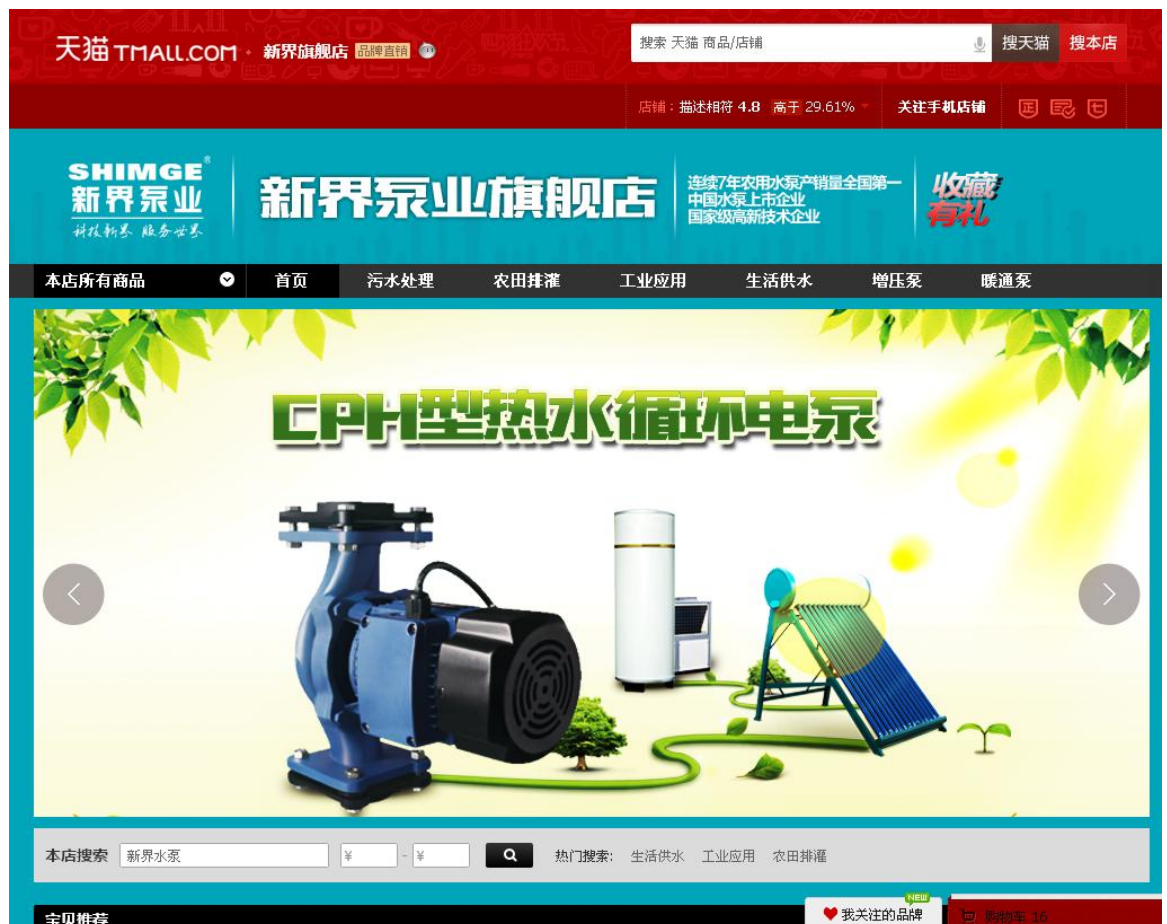 天猫 TMALL.COM · 新界旗舰店 品牌直销
搜索 天猫 商品/店铺
搜天猫 搜本店
店铺：描述相符 4.8 高于 29.61% 关注手机店铺 正 七
SHIMGE®
新界泵业
科技新界 服务世界
新界泵业旗舰店
连续7年农用水泵产销量全国第一
中国水泵上市企业
国家级高新技术企业
收藏
有礼
本店所有商品 首页 污水处理 农田排灌 工业应用 生活供水 增压泵 暖通泵
CPH型热水循环电泵
本店搜索 新界水泵 ¥ - ¥ 热门搜索: 生活供水 工业应用 农田排灌
NEW
宝贝推荐 我关注的品牌 购物车 16